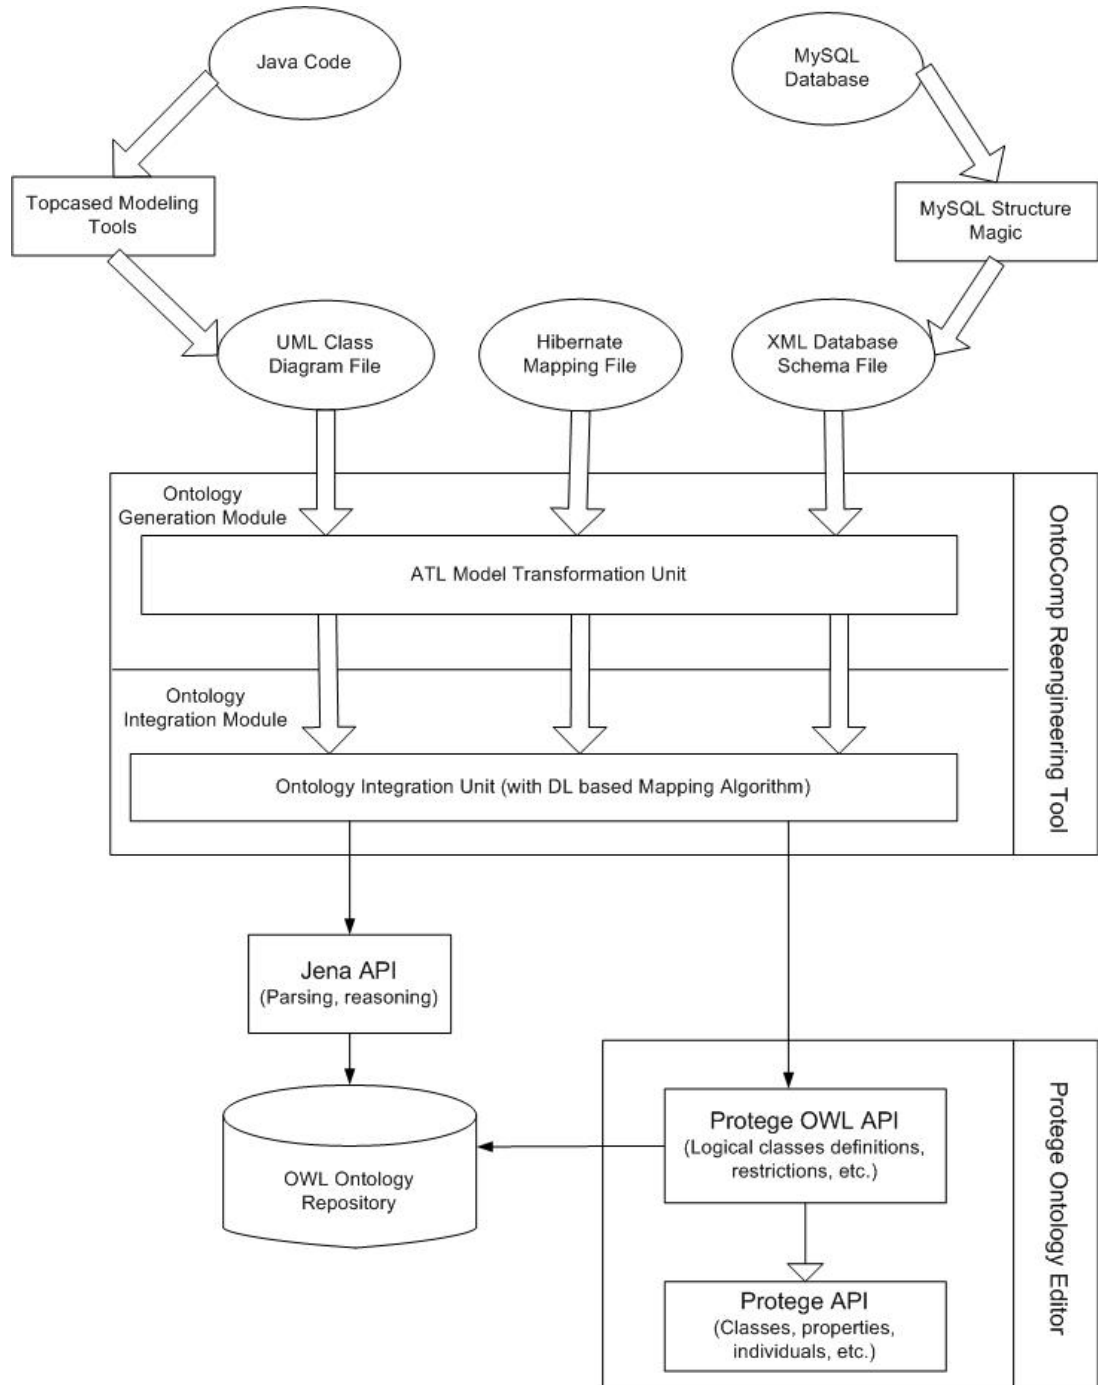 Java Code
MySQL
Database
Topcased Modeling
Tools
MySQL Structure
Magic
UML Class
Diagram File
Hibernate
Mapping File
XML Database
Schema File
Ontology
Generation Module
ATL Model Transformation Unit
OntoComp Reengineering Tool
Ontology
Integration Module
Ontology Integration Unit (with DL based Mapping Algorithm)
Jena API
(Parsing, reasoning)
OWL Ontology
Repository
Protege OWL API
(Logical classes definitions,
restrictions, etc.)
Protege API
(Classes, properties,
individuals, etc.)
Protege Ontology Editor